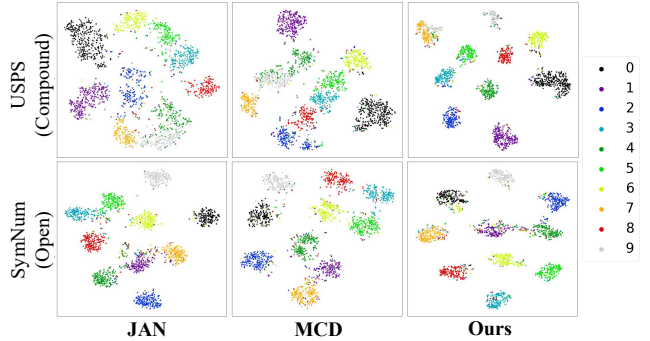 USPS
(Compound)
SymNum
(Open)
JAN
MCD
Ours
0
1
2
3
4
5
6
7
8
9